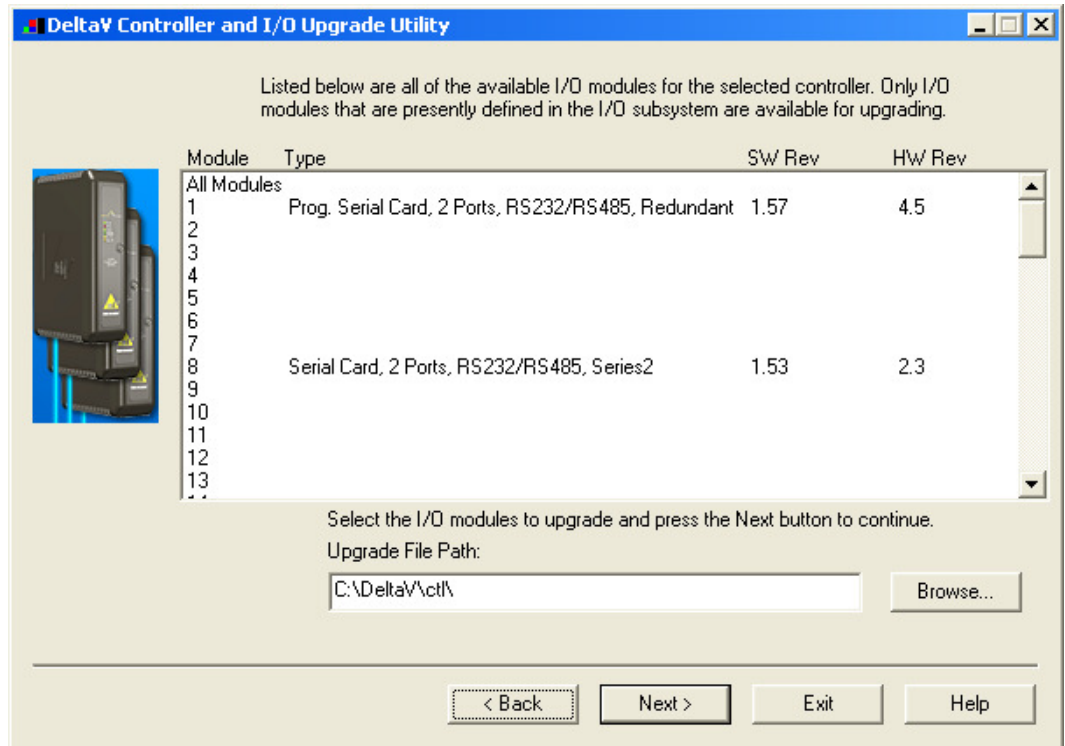 DeltaV Controller and I/O Upgrade Utility
Listed below are all of the available I/O modules for the selected controller. Only I/O
modules that are presently defined in the I/O subsystem are available for upgrading.
Module Type SW Rev HW Rev
All Modules
1 Prog. Serial Card, 2 Ports, RS232/RS485, Redundant 1.57 4.5
2
3
4
5
6
7
8 Serial Card, 2 Ports, RS232/RS485, Series2 1.53 2.3
9
10
11
12
13
Select the I/O modules to upgrade and press the Next button to continue.
Upgrade File Path:
C:\DeltaV\ctl\
Browse...
< Back Next > Exit Help